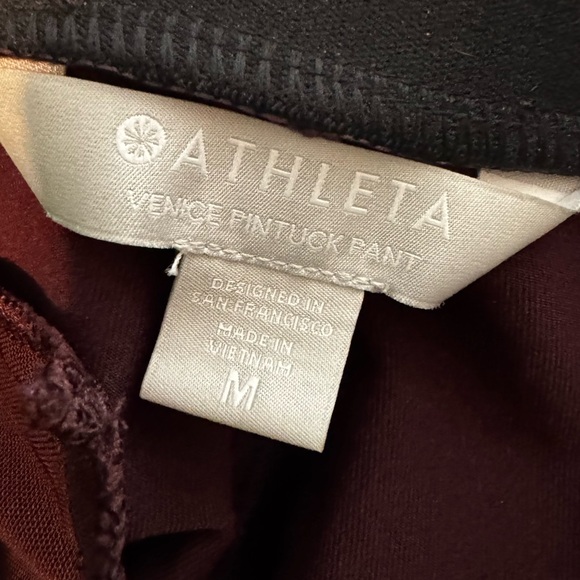 ATHLETA
VENICE PINTUCK PANT
DESIGNED IN
SAN FRANCISCO
MADE IN
VIETNAM
M